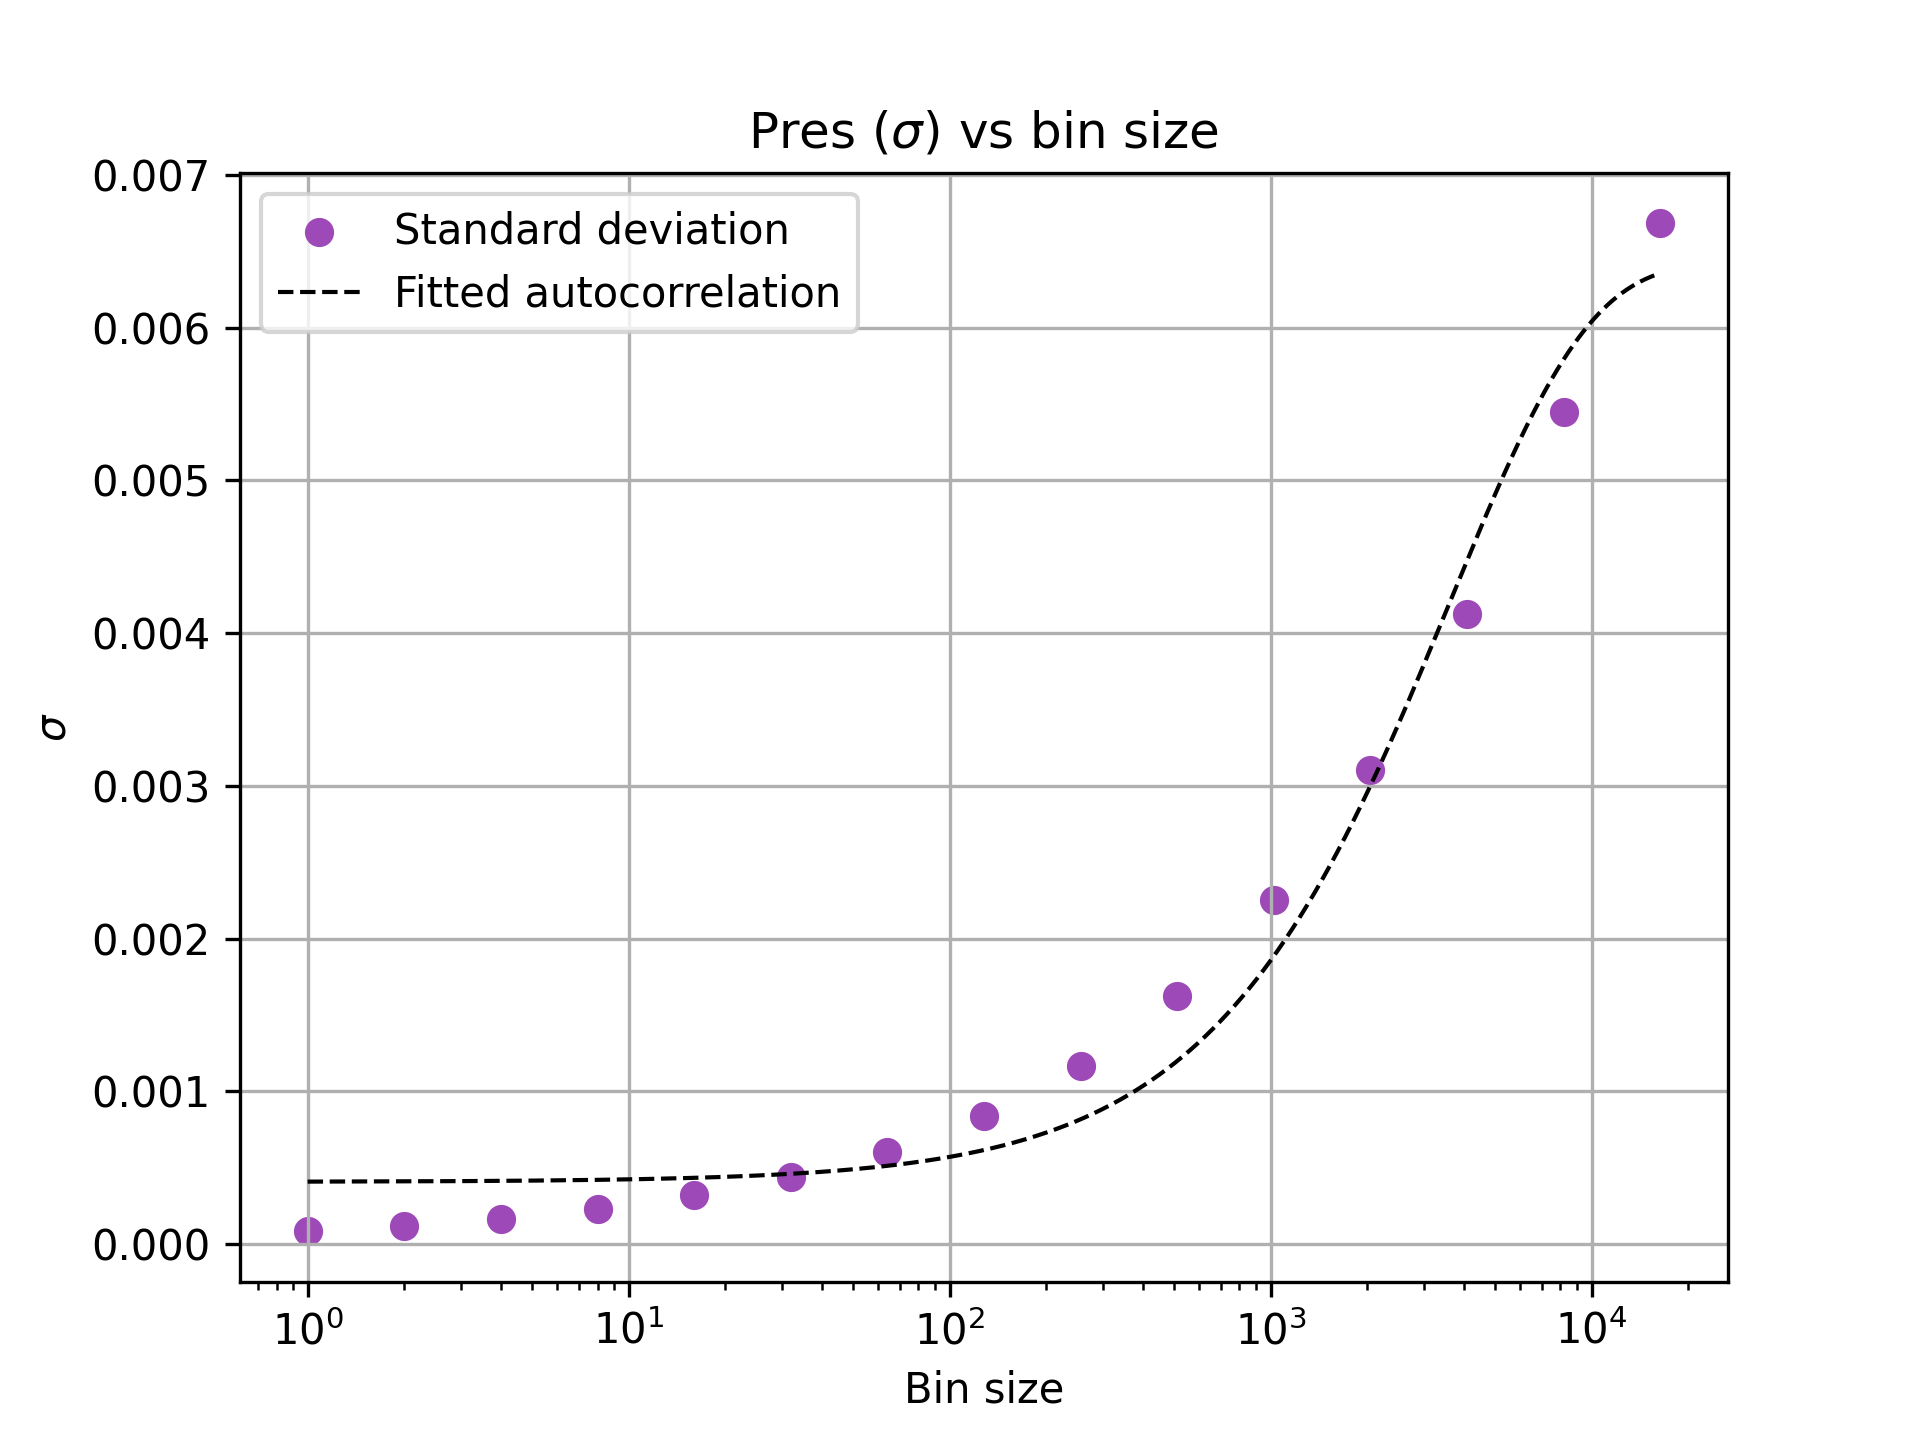 Pres (σ) vs bin size
Standard deviation
Fitted autocorrelation
0.007
0.006
0.005
0.004
0.003
0.002
0.001
0.000
σ
10⁰ 10¹ 10² 10³ 10⁴
Bin size